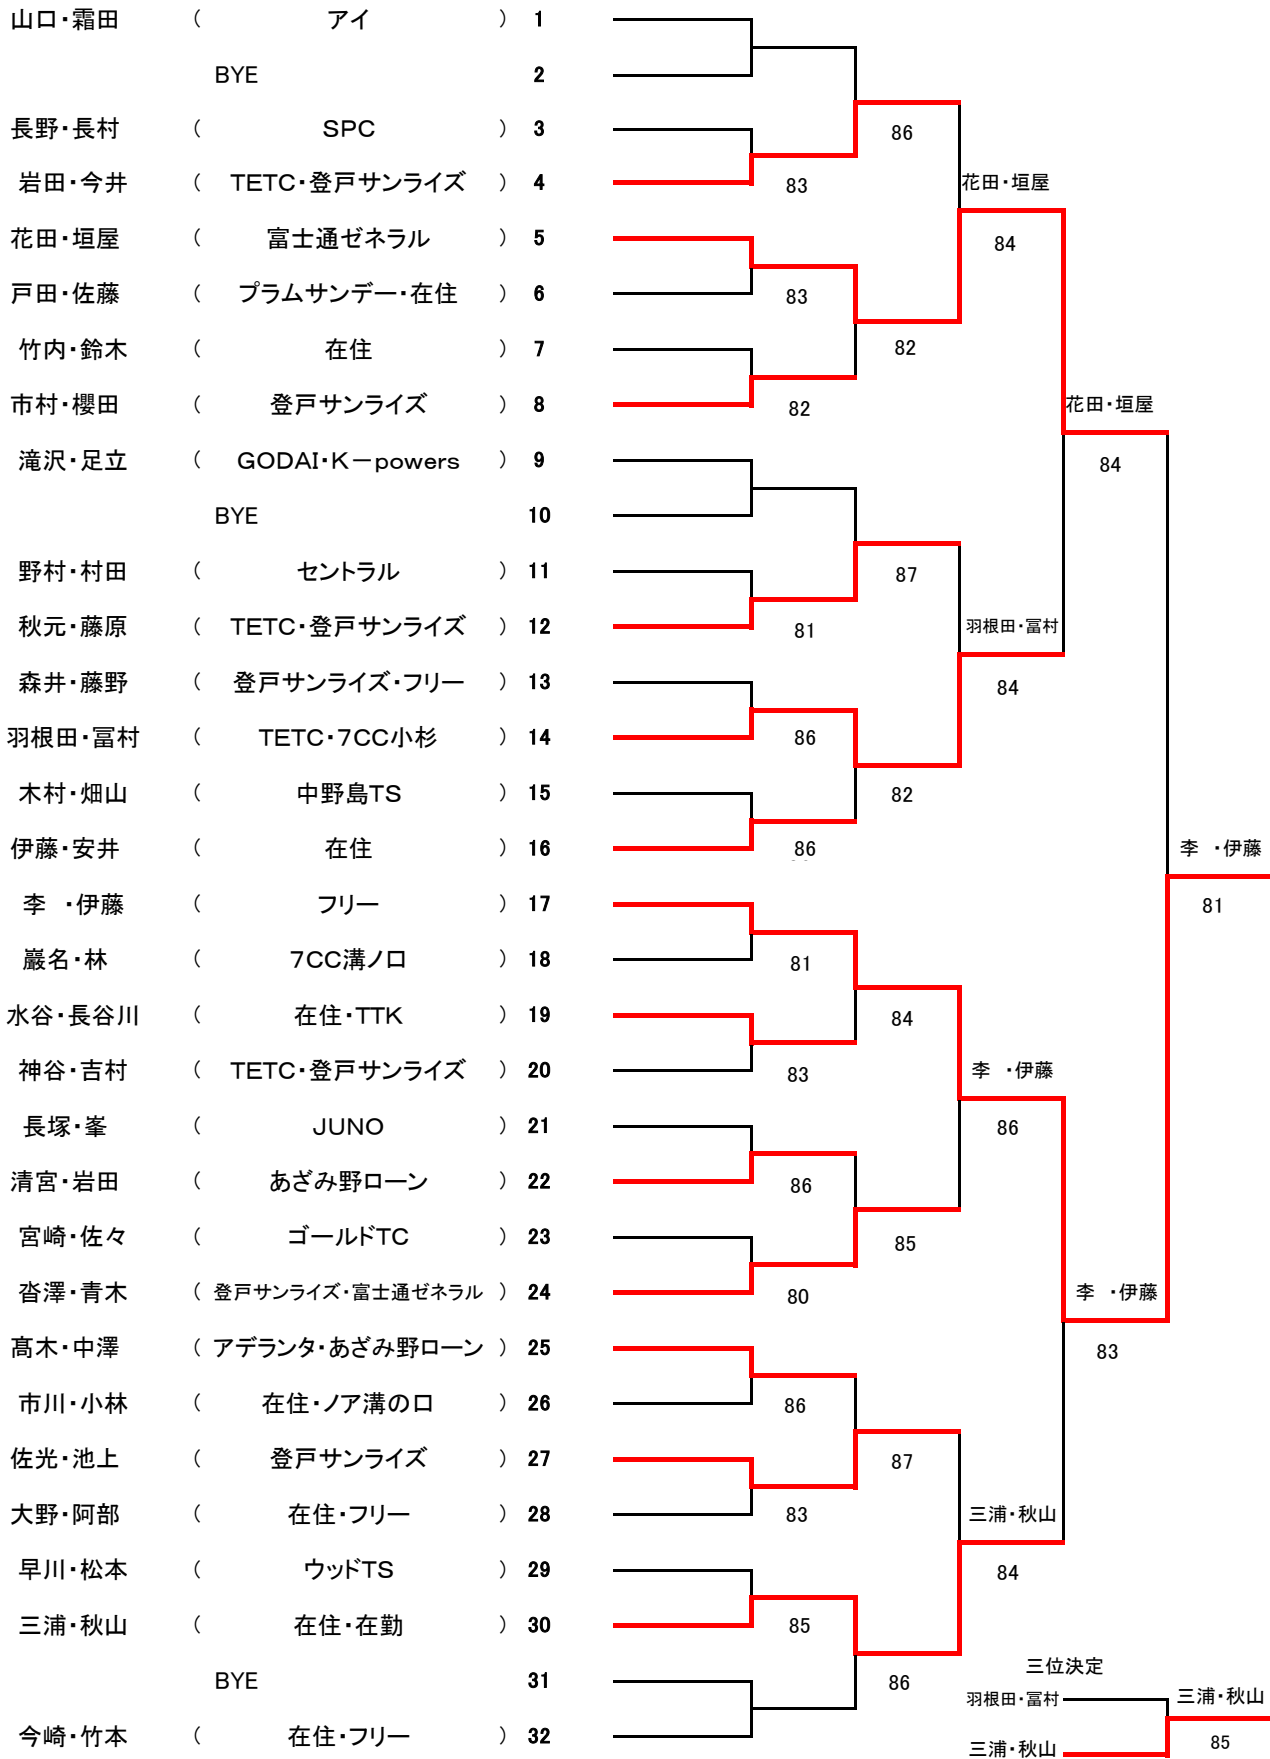 山口・霜田 ( アイ ) 1
BYE 2
長野・長村 ( SPC ) 3
86
岩田・今井 ( TETC・登戸サンライズ ) 4
83
花田・垣屋
花田・垣屋 ( 富士通ゼネラル ) 5
84
戸田・佐藤 ( プラムサンデー・在住 ) 6
83
竹内・鈴木 ( 在住 ) 7
82
市村・櫻田 ( 登戸サンライズ ) 8
82
花田・垣屋
滝沢・足立 ( GODAI・K－powers ) 9
84
BYE 10
野村・村田 ( セントラル ) 11
87
秋元・藤原 ( TETC・登戸サンライズ ) 12
81
羽根田・冨村
森井・藤野 ( 登戸サンライズ・フリー ) 13
84
羽根田・冨村 ( TETC・7CC小杉 ) 14
86
木村・畑山 ( 中野島TS ) 15
82
伊藤・安井 ( 在住 ) 16
86
李 ・伊藤
李 ・伊藤 ( フリー ) 17
81
巌名・林 ( 7CC溝ノ口 ) 18
81
水谷・長谷川 ( 在住・TTK ) 19
84
神谷・吉村 ( TETC・登戸サンライズ ) 20
83
李 ・伊藤
長塚・峯 ( JUNO ) 21
86
清宮・岩田 ( あざみ野ローン ) 22
86
宮崎・佐々 ( ゴールドTC ) 23
85
沓澤・青木 ( 登戸サンライズ・富士通ゼネラル ) 24
80
李 ・伊藤
髙木・中澤 ( アデランタ・あざみ野ローン ) 25
83
市川・小林 ( 在住・ノア溝の口 ) 26
86
佐光・池上 ( 登戸サンライズ ) 27
87
大野・阿部 ( 在住・フリー ) 28
83
三浦・秋山
早川・松本 ( ウッドTS ) 29
84
三浦・秋山 ( 在住・在勤 ) 30
85
三位決定
BYE 31
86
羽根田・冨村
三浦・秋山
今崎・竹本 ( 在住・フリー ) 32
三浦・秋山
85